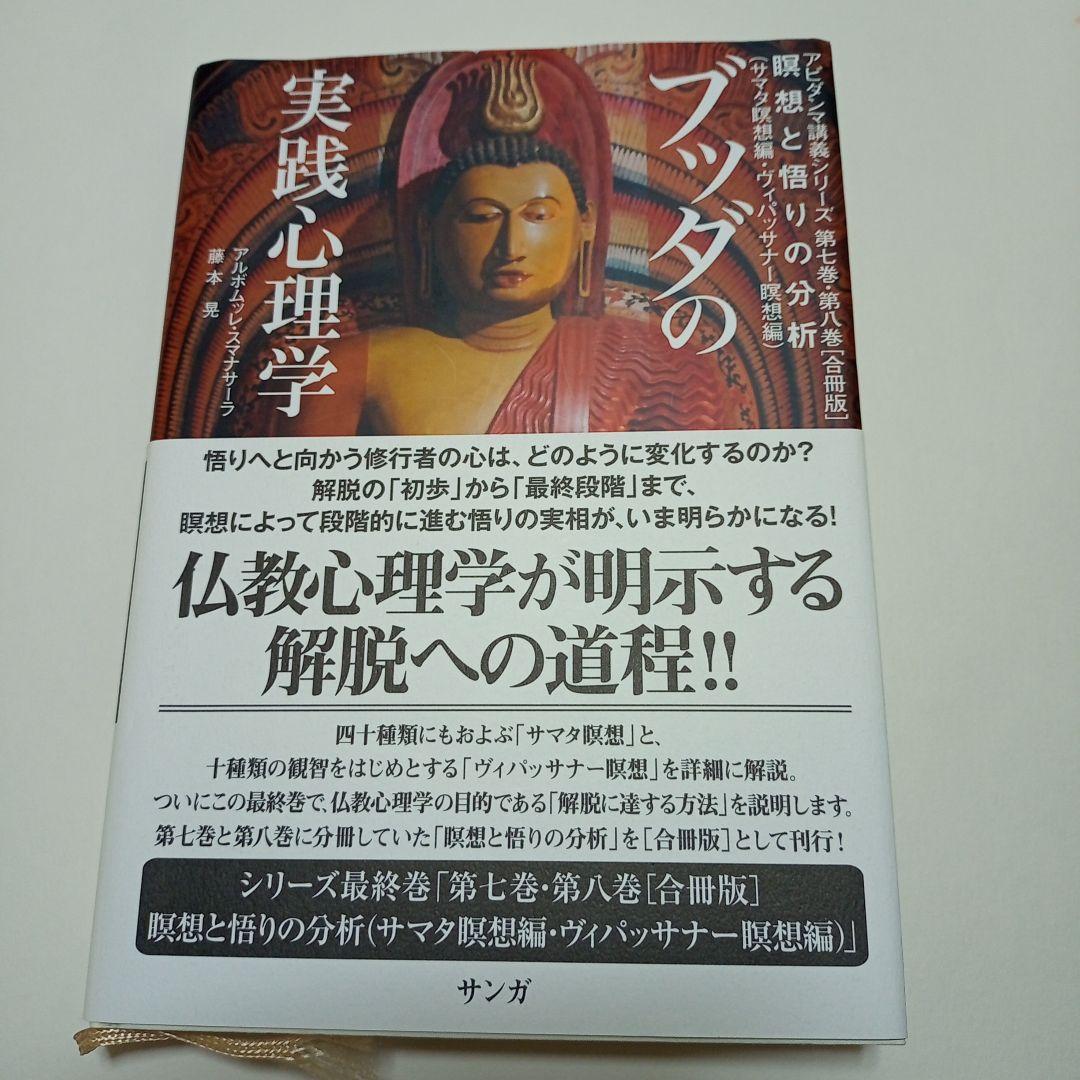 アビダンマ講義シリーズ 第七巻・第八巻[合冊版]
瞑想と悟りの分析
(サマタ瞑想編・ヴィパッサナー瞑想編)
ブッダの
実践心理学
アルボムッレ・スマナサーラ
藤本 晃
悟りへと向かう修行者の心は、どのように変化するのか?
解脱の「初歩」から「最終段階」まで、
瞑想によって段階的に進む悟りの実相が、いま明らかになる!
仏教心理学が明示する
解脱への道程!!
四十種類にもおよぶ「サマタ瞑想」と、
十種類の観智をはじめとする「ヴィパッサナー瞑想」を詳細に解説。
ついにこの最終巻で、仏教心理学の目的である「解脱に達する方法」を説明します。
第七巻と第八巻に分冊していた「瞑想と悟りの分析」を[合冊版]として刊行!
シリーズ最終巻「第七巻・第八巻[合冊版]
瞑想と悟りの分析(サマタ瞑想編・ヴィパッサナー瞑想編)」
サンガ